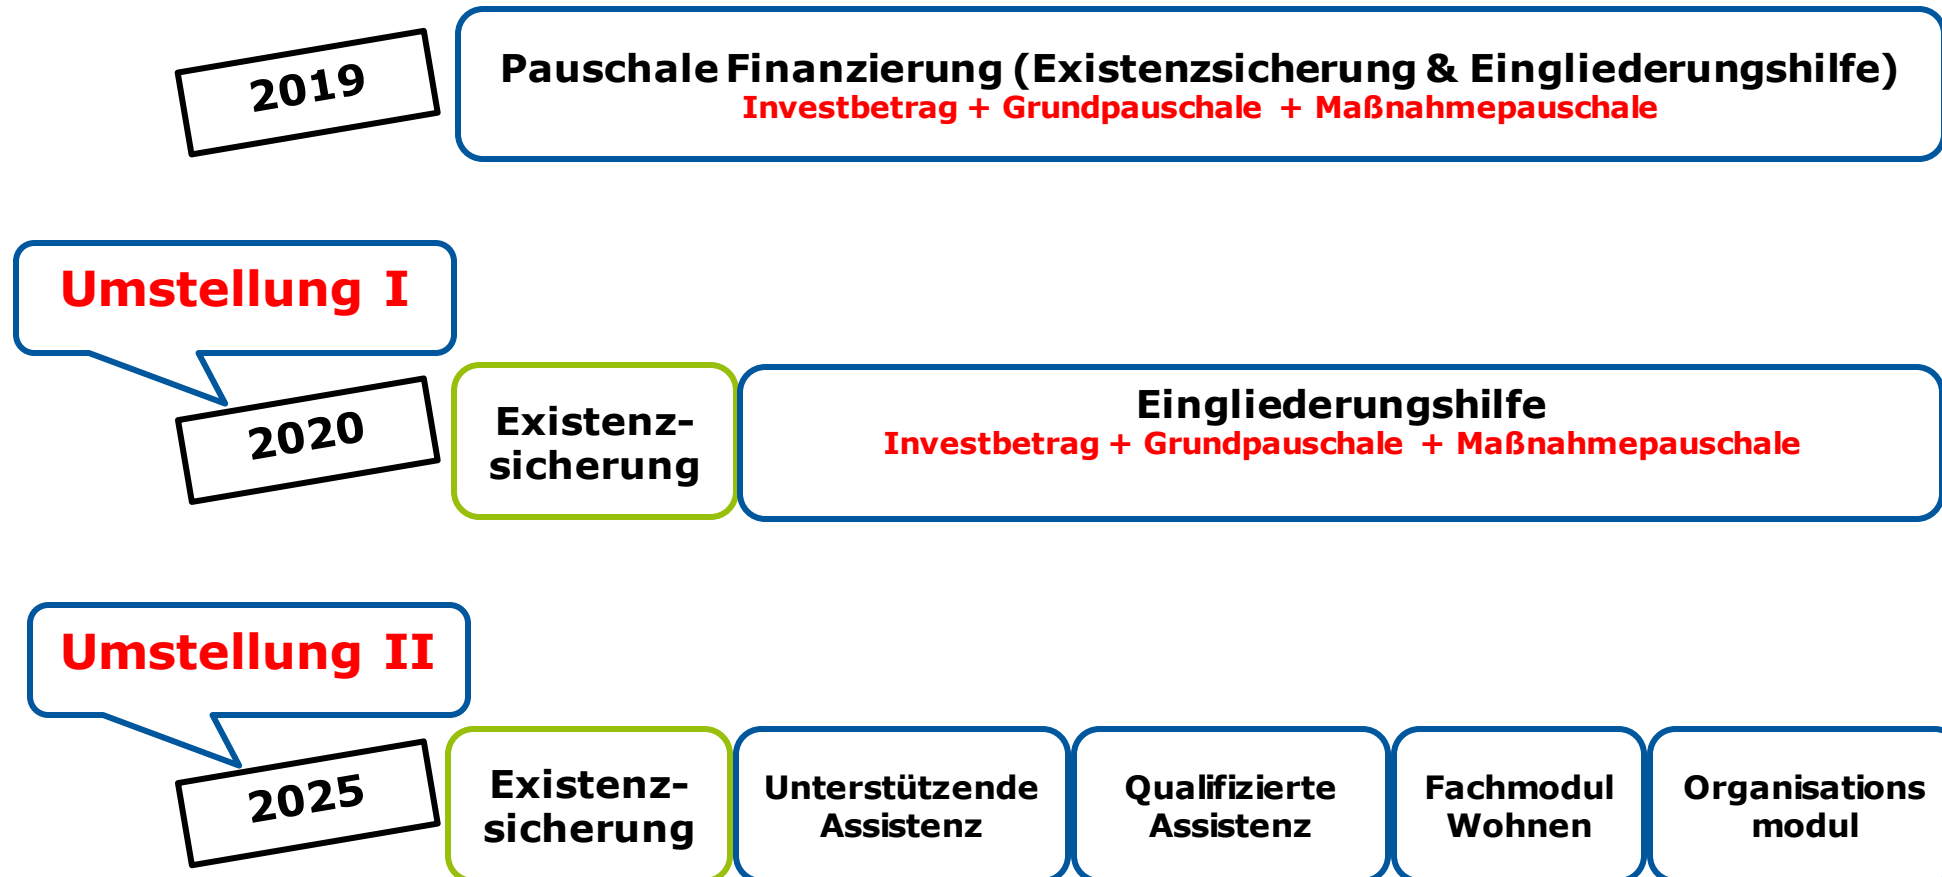 2019
Pauschale Finanzierung (Existenzsicherung & Eingliederungshilfe)
Investbetrag + Grundpauschale + Maßnahmepauschale
Umstellung I
2020
Existenz-
sicherung
Eingliederungshilfe
Investbetrag + Grundpauschale + Maßnahmepauschale
Umstellung II
2025
Existenz-
sicherung
Unterstützende
Assistenz
Qualifizierte
Assistenz
Fachmodul
Wohnen
Organisations
modul